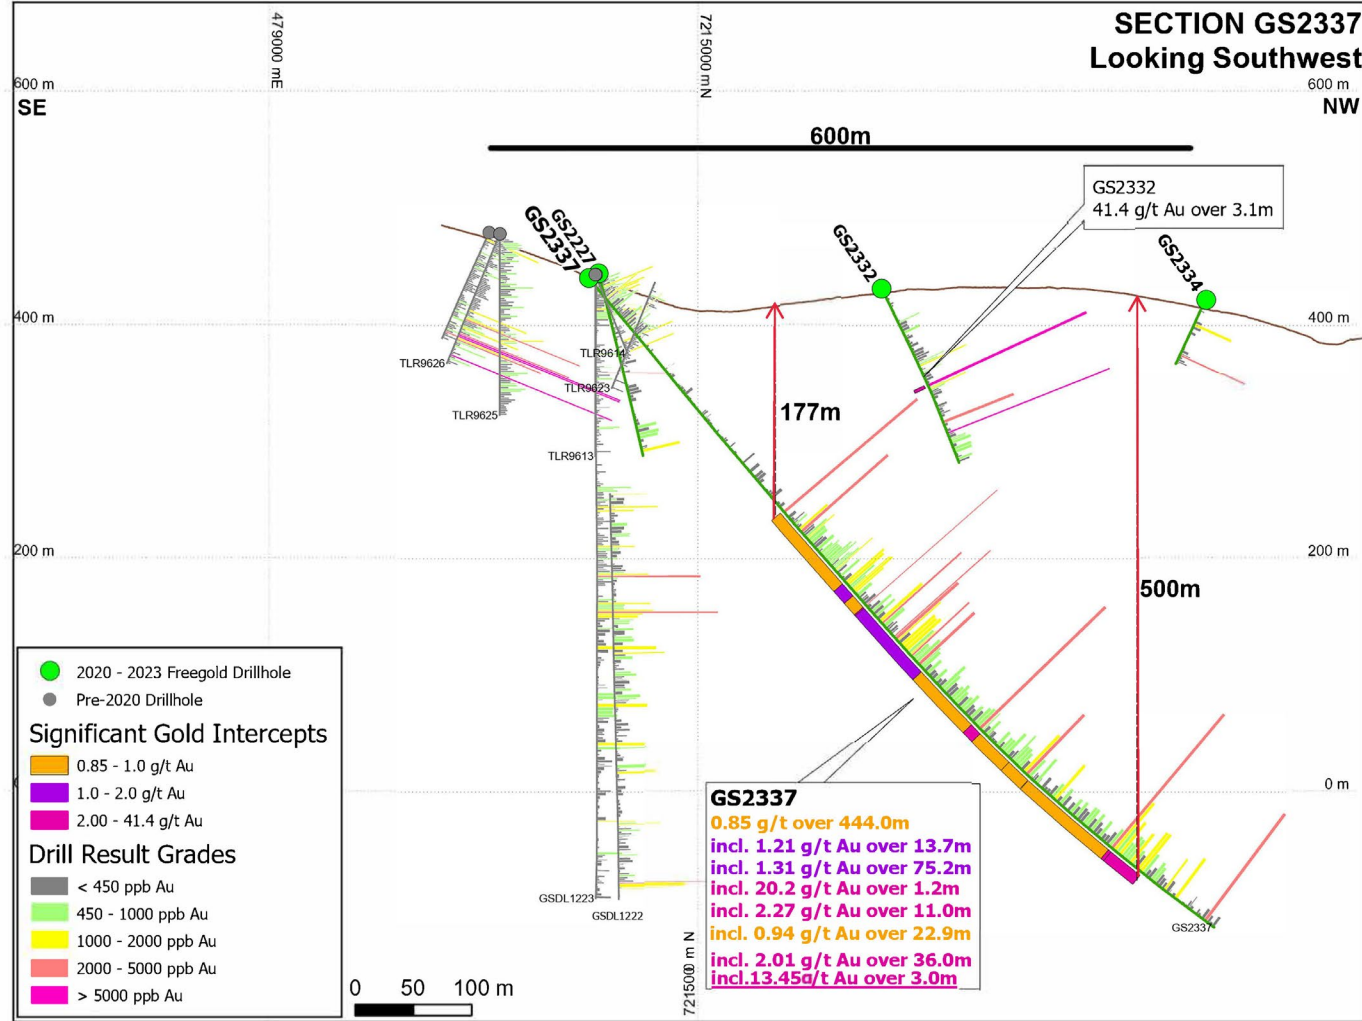 SECTION GS2337
Looking Southwest
479000 mE
7215000 mN
600 m
600 m
SE
NW
600m
GS2332
41.4 g/t Au over 3.1m
GS2227
GS2337
GS2332
GS2334
400 m
400 m
TLR9614
TLR9626
TLR9623
177m
TLR9625
TLR9613
200 m
200 m
500m
0 m
GSDL1223
GSDL1222
GS2337
2020 - 2023 Freegold Drillhole
Pre-2020 Drillhole
Significant Gold Intercepts
0.85 - 1.0 g/t Au
1.0 - 2.0 g/t Au
2.00 - 41.4 g/t Au
Drill Result Grades
< 450 ppb Au
450 - 1000 ppb Au
1000 - 2000 ppb Au
2000 - 5000 ppb Au
> 5000 ppb Au
GS2337
0.85 g/t over 444.0m
incl. 1.21 g/t Au over 13.7m
incl. 1.31 g/t Au over 75.2m
incl. 20.2 g/t Au over 1.2m
incl. 2.27 g/t Au over 11.0m
incl. 0.94 g/t Au over 22.9m
incl. 2.01 g/t Au over 36.0m
incl.13.45g/t Au over 3.0m
0 50 100 m